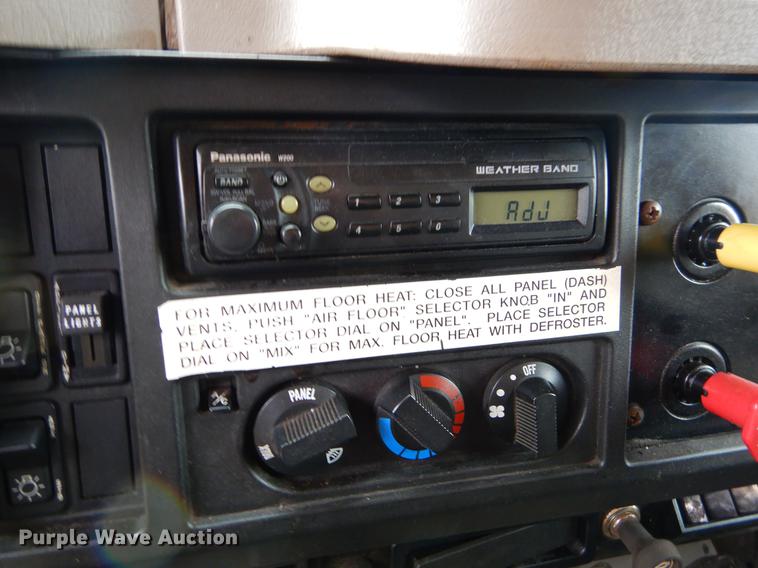 Panasonic W900
WEATHER BAND
BAND
1 2 3
4 5 6
AdJ
FOR MAXIMUM FLOOR HEAT: CLOSE ALL PANEL (DASH)
VENTS. PUSH "AIR FLOOR" SELECTOR KNOB "IN" AND
PLACE SELECTOR DIAL ON "PANEL". PLACE SELECTOR
DIAL ON "MIX" FOR MAX. FLOOR HEAT WITH DEFROSTER.
PANEL
LIGHTS
PANEL
OFF
Purple Wave Auction